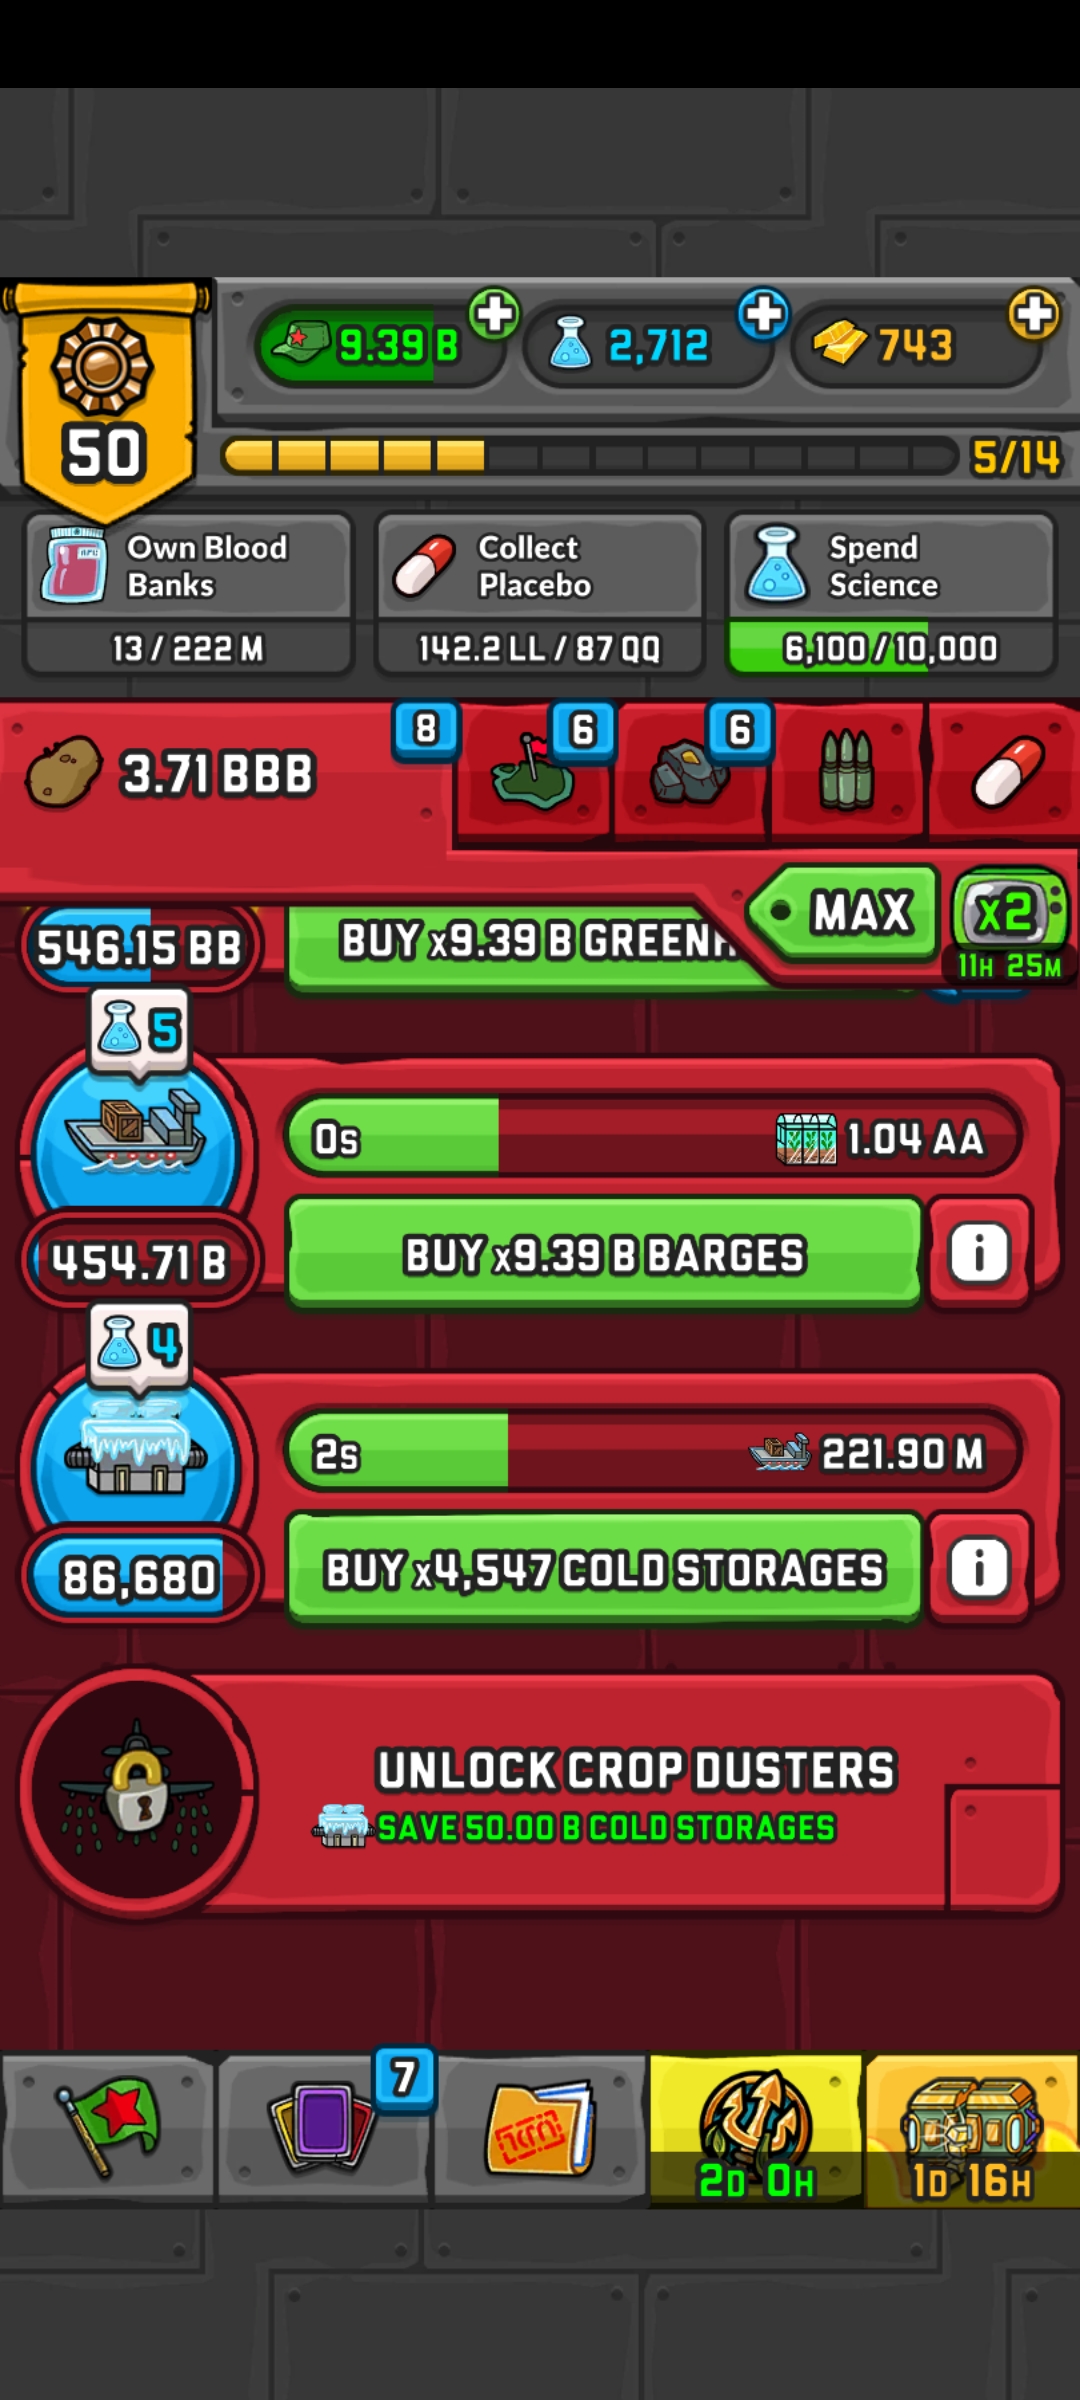 9.39 B
2,712
743
50
5/14
Own Blood
Banks
13 / 222 M
Collect
Placebo
142.2 LL / 87 QQ
Spend
Science
6,100 / 10,000
3.71 BBB
8
6
6
MAX
x2
11H 25M
546.15 BB
BUY x9.39 B GREENH
5
0s
1.04 AA
454.71 B
BUY x9.39 B BARGES
i
4
2s
221.90 M
86,680
BUY x4,547 COLD STORAGES
i
UNLOCK CROP DUSTERS
SAVE 50.00 B COLD STORAGES
7
2D 0H
1D 16H